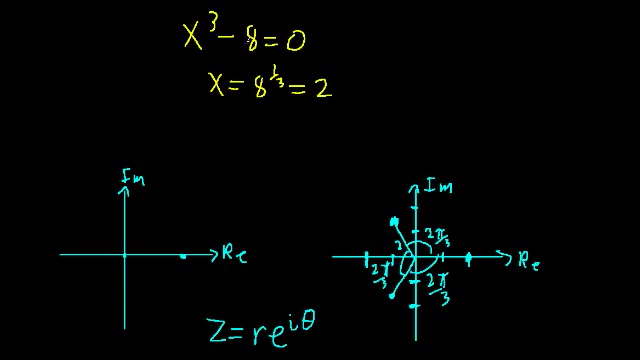 x³ - 8 = 0
x = 8^{1/3} = 2
Im
Re
Im
Re
2π/3
2
2π/3
2π/3
z = re^{iθ}